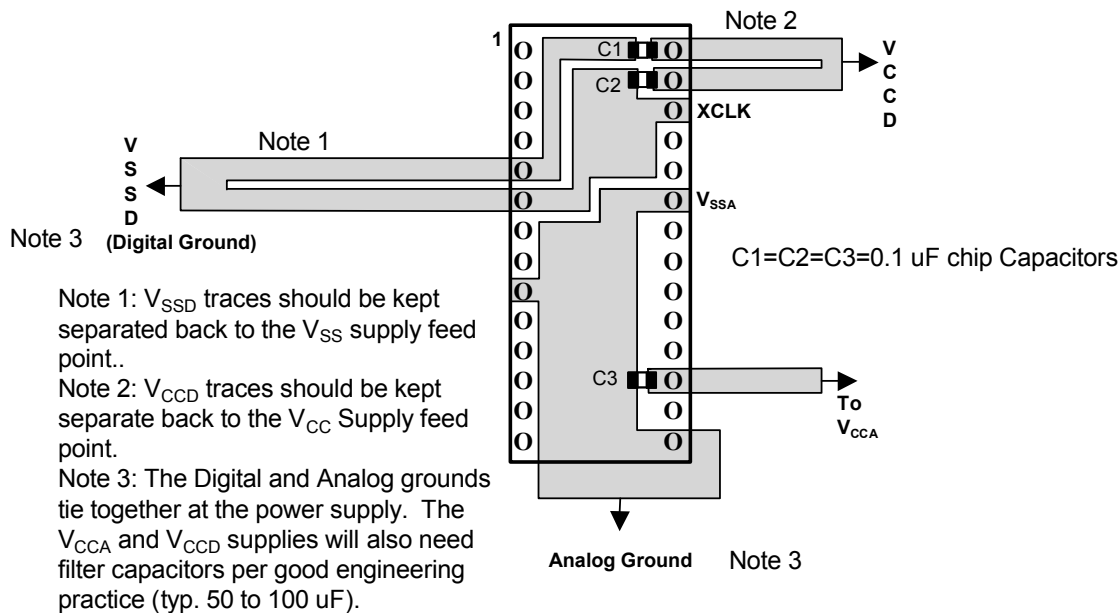 Note 2
1
C1
C2
V
C
C
D
XCLK
Note 1
V
S
S
D
Note 3 (Digital Ground)
VSSA
C1=C2=C3=0.1 uF chip Capacitors
Note 1: VSSD traces should be kept
separated back to the VSS supply feed
point..
Note 2: VCCD traces should be kept
separate back to the VCC Supply feed
point.
Note 3: The Digital and Analog grounds
tie together at the power supply. The
VCCA and VCCD supplies will also need
filter capacitors per good engineering
practice (typ. 50 to 100 uF).
C3
To
VCCA
Analog Ground
Note 3